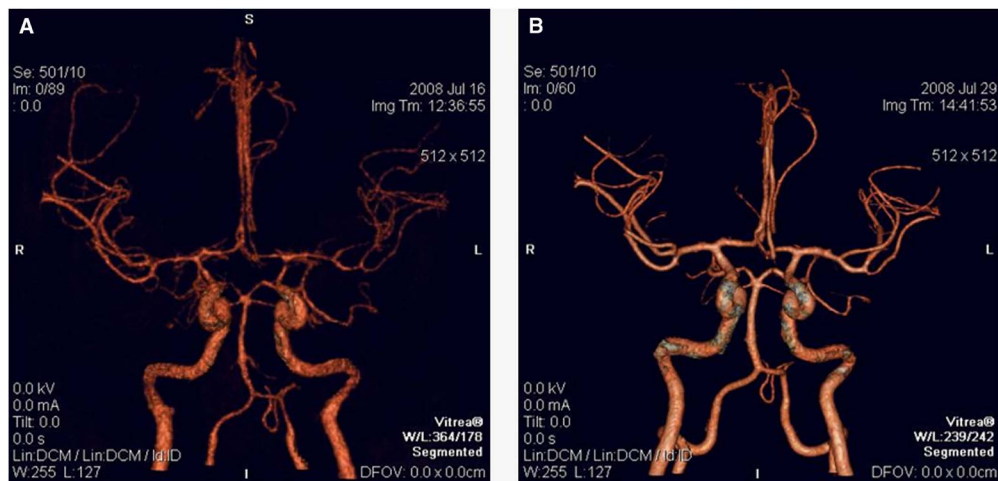 A
S
Se: 501/10
Im: 0/89
: 0.0
2008 Jul 16
Img Tm: 12:36:55
512 x 512
R
L
0.0 kV
0.0 mA
Tilt: 0.0
0.0 s
Lin:DCM / Lin:DCM / Id:ID
W:255 L:127
Vitrea®
W/L:364/178
Segmented
DFOV: 0.0 x 0.0cm
I
B
Se: 501/10
Im: 0/60
: 0.0
2008 Jul 29
Img Tm: 14:41:53
512 x 512
R
L
0.0 kV
0.0 mA
Tilt: 0.0
0.0 s
Lin:DCM / Lin:DCM / Id:ID
W:255 L:127
Vitrea®
W/L:239/242
Segmented
DFOV: 0.0 x 0.0cm
I